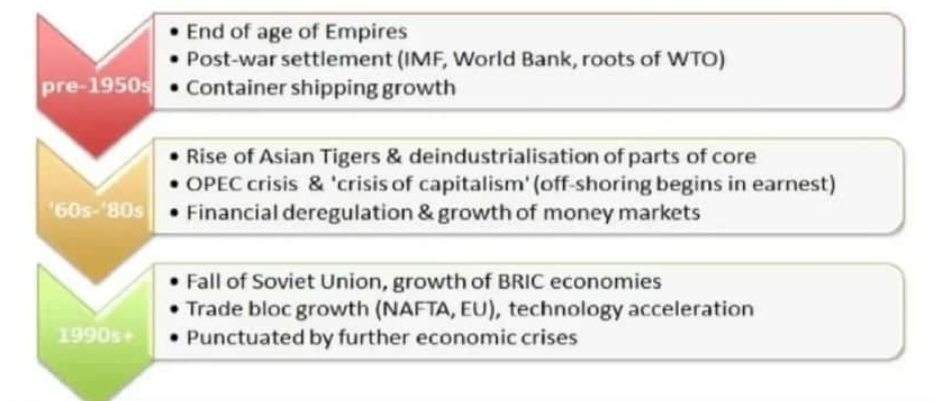 pre-1950s
• End of age of Empires
• Post-war settlement (IMF, World Bank, roots of WTO)
• Container shipping growth
'60s-'80s
• Rise of Asian Tigers & deindustrialisation of parts of core
• OPEC crisis & 'crisis of capitalism' (off-shoring begins in earnest)
• Financial deregulation & growth of money markets
1990s+
• Fall of Soviet Union, growth of BRIC economies
• Trade bloc growth (NAFTA, EU), technology acceleration
• Punctuated by further economic crises